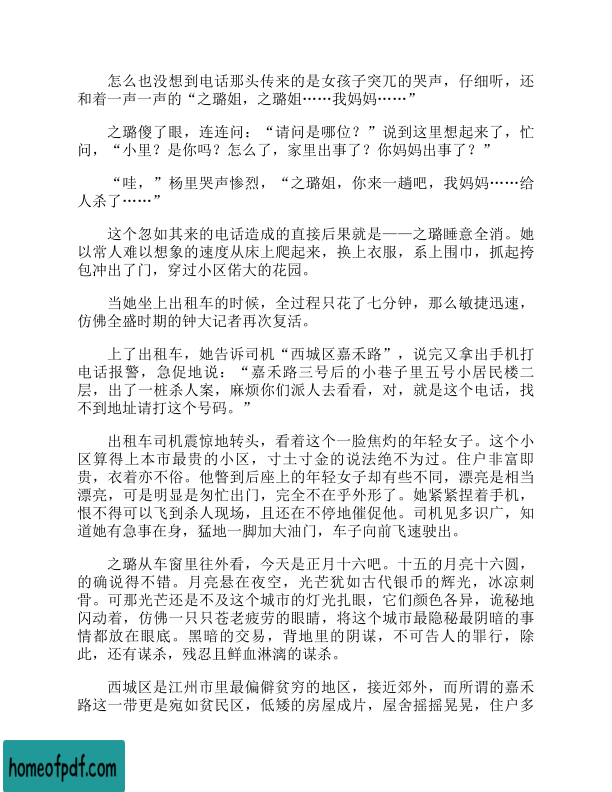 怎么也没想到电话那头传来的是女孩子突兀的哭声，仔细听，还
和着一声一声的“之璐姐，之璐姐……我妈妈……”
之璐傻了眼，连连问：“请问是哪位？”说到这里想起来了，忙
问，“小里？是你吗？怎么了，家里出事了？你妈妈出事了？”
“哇，”杨里哭声惨烈，“之璐姐，你来一趟吧，我妈妈……给
人杀了……”
这个忽如其来的电话造成的直接后果就是——之璐睡意全消。她
以常人难以想象的速度从床上爬起来，换上衣服，系上围巾，抓起挎
包冲出了门，穿过小区偌大的花园。
当她坐上出租车的时候，全过程只花了七分钟，那么敏捷迅速，
仿佛全盛时期的钟大记者再次复活。
上了出租车，她告诉司机“西城区嘉禾路”，说完又拿出手机打
电话报警，急促地说：“嘉禾路三号后的小巷子里五号小居民楼二
层，出了一桩杀人案，麻烦你们派人去看看，对，就是这个电话，找
不到地址请打这个号码。”
出租车司机震惊地转头，看着这个一脸焦灼的年轻女子。这个小
区算得上本市最贵的小区，寸土寸金的说法绝不为过。住户非富即
贵，衣着亦不俗。他瞥到后座上的年轻女子却有些不同，漂亮是相当
漂亮，可是明显是匆忙出门，完全不在乎外形了。她紧紧捏着手机，
恨不得可以飞到杀人现场，且还在不停地催促他。司机见多识广，知
道她有急事在身，猛地一脚加大油门，车子向前飞速驶出。
之璐从车窗里往外看，今天是正月十六吧。十五的月亮十六圆，
的确说得不错。月亮悬在夜空，光芒犹如古代银币的辉光，冰凉刺
骨。可那光芒还是不及这个城市的灯光扎眼，它们颜色各异，诡秘地
闪动着，仿佛一只只苍老疲劳的眼睛，将这个城市最隐秘最阴暗的事
情都放在眼底。黑暗的交易，背地里的阴谋，不可告人的罪行，除
此，还有谋杀，残忍且鲜血淋漓的谋杀。
西城区是江州市里最偏僻贫穷的地区，接近郊外，而所谓的嘉禾
路这一带更是宛如贫民区，低矮的房屋成片，屋舍摇摇晃晃，住户多
homeofpdf.com